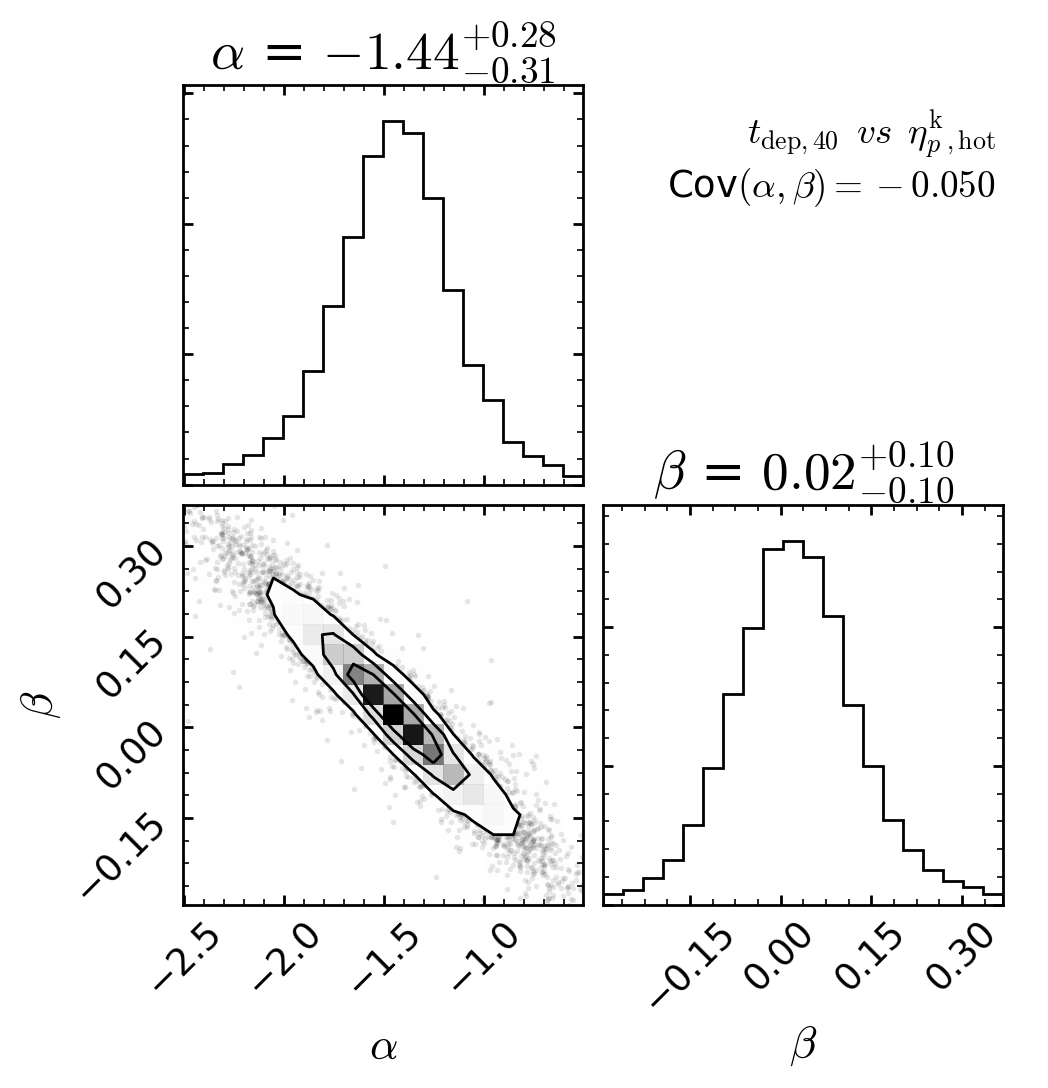 α = −1.44^{+0.28}_{−0.31}
t_{dep, 40} vs η^{k}_{p ,hot}
Cov(α, β) = − 0.050
β = 0.02^{+0.10}_{−0.10}
0.30
0.15
0.00
−0.15
β
−2.5 −2.0 −1.5 −1.0
−0.15 0.00 0.15 0.30
α
β